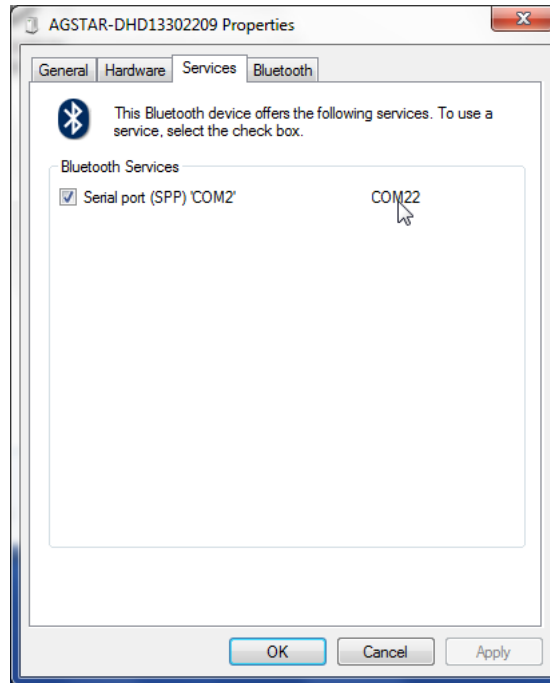 AGSTAR-DHD13302209 Properties
General Hardware Services Bluetooth
This Bluetooth device offers the following services. To use a
service, select the check box.
Bluetooth Services
Serial port (SPP) 'COM2' COM22
OK Cancel Apply